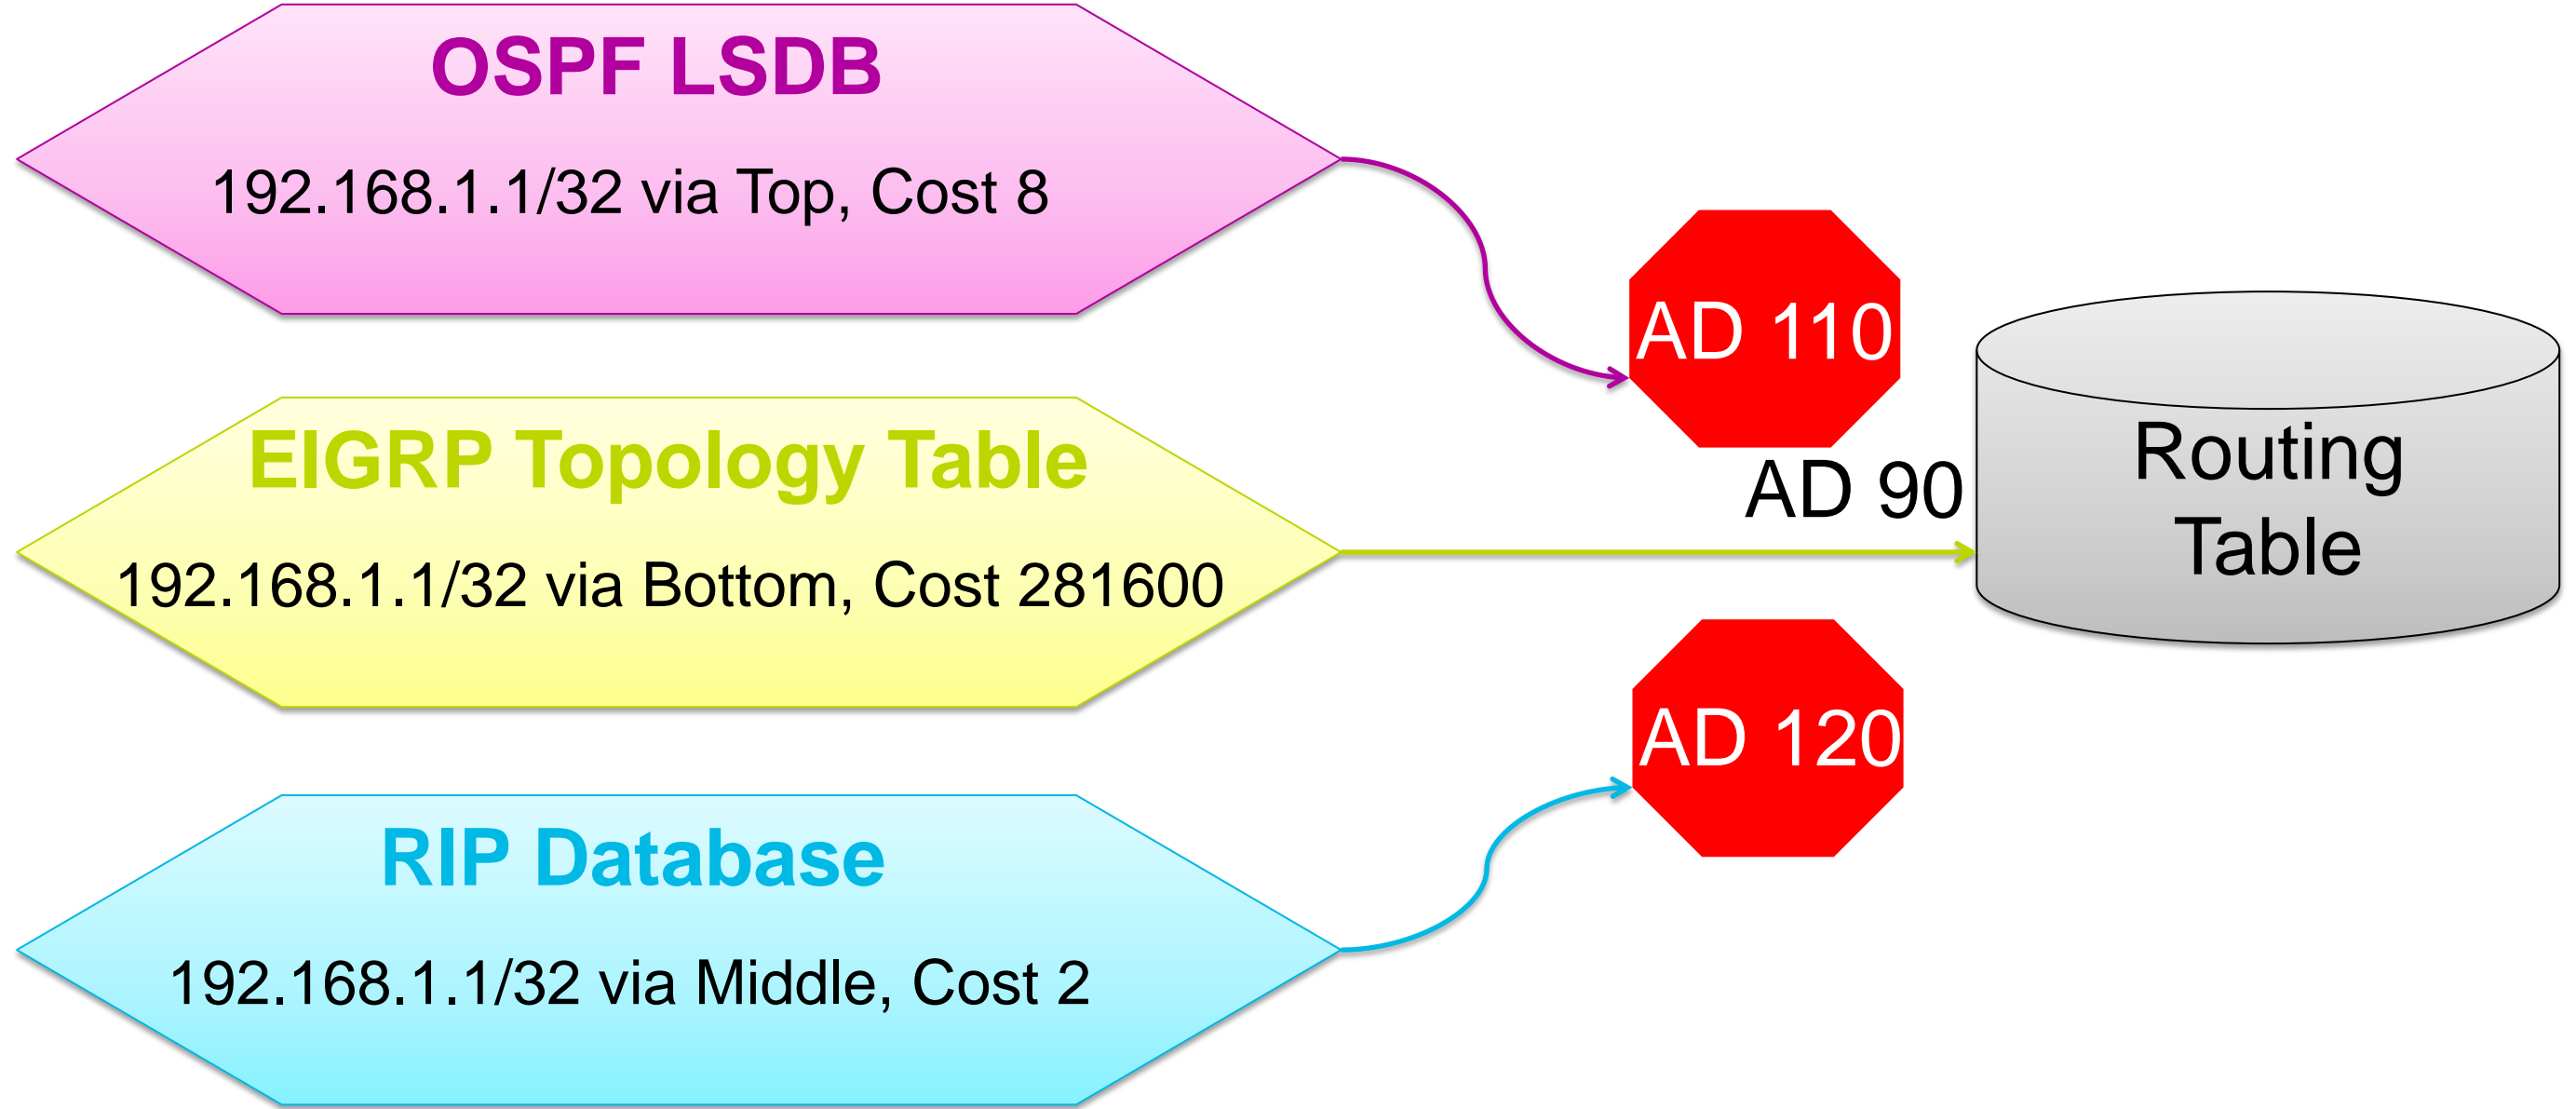 OSPF LSDB
192.168.1.1/32 via Top, Cost 8
AD 110
EIGRP Topology Table
192.168.1.1/32 via Bottom, Cost 281600
AD 90
Routing
Table
AD 120
RIP Database
192.168.1.1/32 via Middle, Cost 2